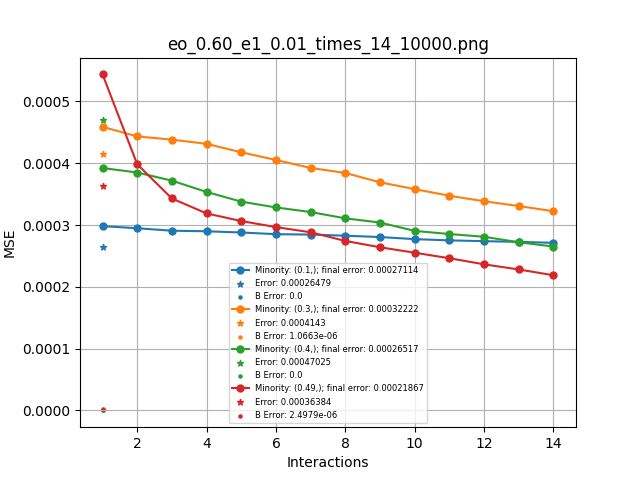 eo_0.60_e1_0.01_times_14_10000.png
0.0005
0.0004
0.0003
0.0002
0.0001
0.0000
MSE
Minority: (0.1,); final error: 0.00027114
Error: 0.00026479
B Error: 0.0
Minority: (0.3,); final error: 0.00032222
Error: 0.0004143
B Error: 1.0663e-06
Minority: (0.4,); final error: 0.00026517
Error: 0.00047025
B Error: 0.0
Minority: (0.49,); final error: 0.00021867
Error: 0.00036384
B Error: 2.4979e-06
2 4 6 8 10 12 14
Interactions